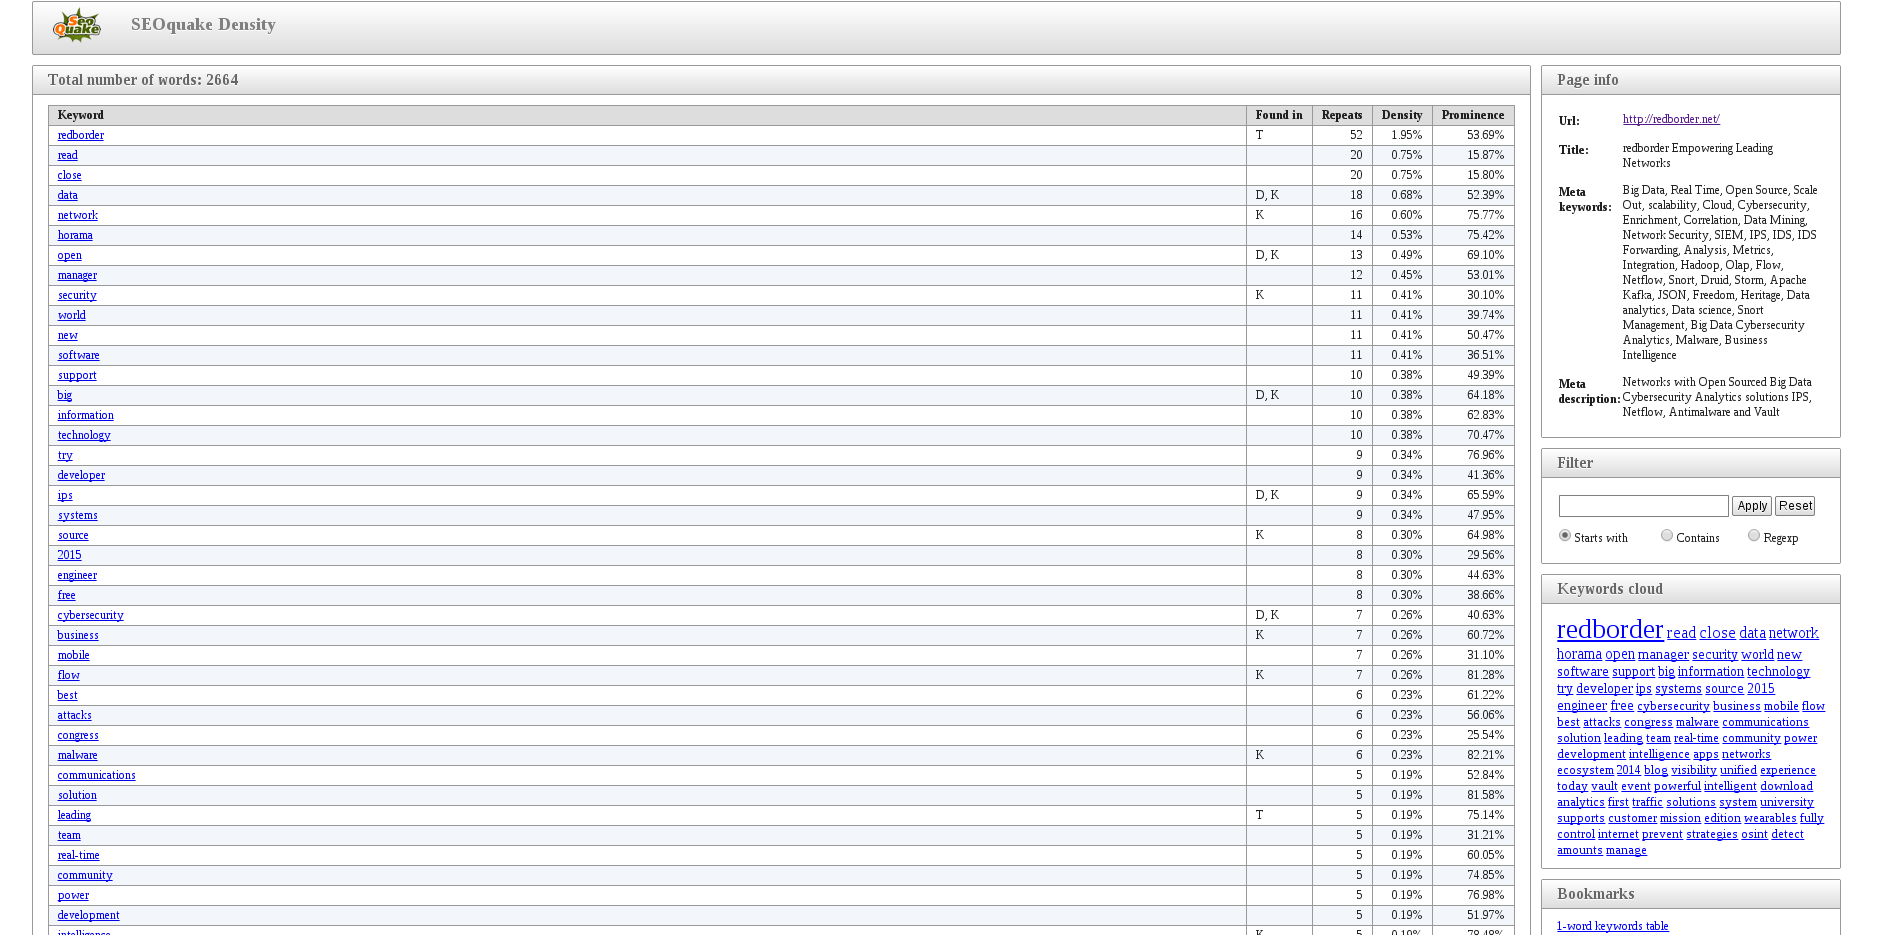 Seo
Quake
SEOquake Density
Total number of words: 2664
Keyword Found in Repeats Density Prominence
redborder T 52 1.95% 53.69%
read 20 0.75% 15.87%
close 20 0.75% 15.80%
data D, K 18 0.68% 52.39%
network K 16 0.60% 75.77%
horama 14 0.53% 75.42%
open D, K 13 0.49% 69.10%
manager 12 0.45% 53.01%
security K 11 0.41% 30.10%
world 11 0.41% 39.74%
new 11 0.41% 50.47%
software 11 0.41% 36.51%
support 10 0.38% 49.39%
big D, K 10 0.38% 64.18%
information 10 0.38% 62.83%
technology 10 0.38% 70.47%
try 9 0.34% 76.96%
developer 9 0.34% 41.36%
ips D, K 9 0.34% 65.59%
systems 9 0.34% 47.95%
source K 8 0.30% 64.98%
2015 8 0.30% 29.56%
engineer 8 0.30% 44.63%
free 8 0.30% 38.66%
cybersecurity D, K 7 0.26% 40.63%
business K 7 0.26% 60.72%
mobile 7 0.26% 31.10%
flow K 7 0.26% 81.28%
best 6 0.23% 61.22%
attacks 6 0.23% 56.06%
congress 6 0.23% 25.54%
malware K 6 0.23% 82.21%
communications 5 0.19% 52.84%
solution 5 0.19% 81.58%
leading T 5 0.19% 75.14%
team 5 0.19% 31.21%
real-time 5 0.19% 60.05%
community 5 0.19% 74.85%
power 5 0.19% 76.98%
development 5 0.19% 51.97%
intelligence K 5 0.19% 78.48%
Page info
Url: http://redborder.net/
Title: redborder Empowering Leading
Networks
Meta Big Data, Real Time, Open Source, Scale
keywords: Out, scalability, Cloud, Cybersecurity,
Enrichment, Correlation, Data Mining,
Network Security, SIEM, IPS, IDS, IDS
Forwarding, Analysis, Metrics,
Integration, Hadoop, Olap, Flow,
Netflow, Snort, Druid, Storm, Apache
Kafka, JSON, Freedom, Heritage, Data
analytics, Data science, Snort
Management, Big Data Cybersecurity
Analytics, Malware, Business
Intelligence
Meta Networks with Open Sourced Big Data
description: Cybersecurity Analytics solutions IPS,
Netflow, Antimalware and Vault
Filter
Apply Reset
Starts with Contains Regexp
Keywords cloud
redborder read close data network
horama open manager security world new
software support big information technology
try developer ips systems source 2015
engineer free cybersecurity business mobile flow
best attacks congress malware communications
solution leading team real-time community power
development intelligence apps networks
ecosystem 2014 blog visibility unified experience
today vault event powerful intelligent download
analytics first traffic solutions system university
supports customer mission edition wearables fully
control internet prevent strategies osint detect
amounts manage
Bookmarks
1-word keywords table